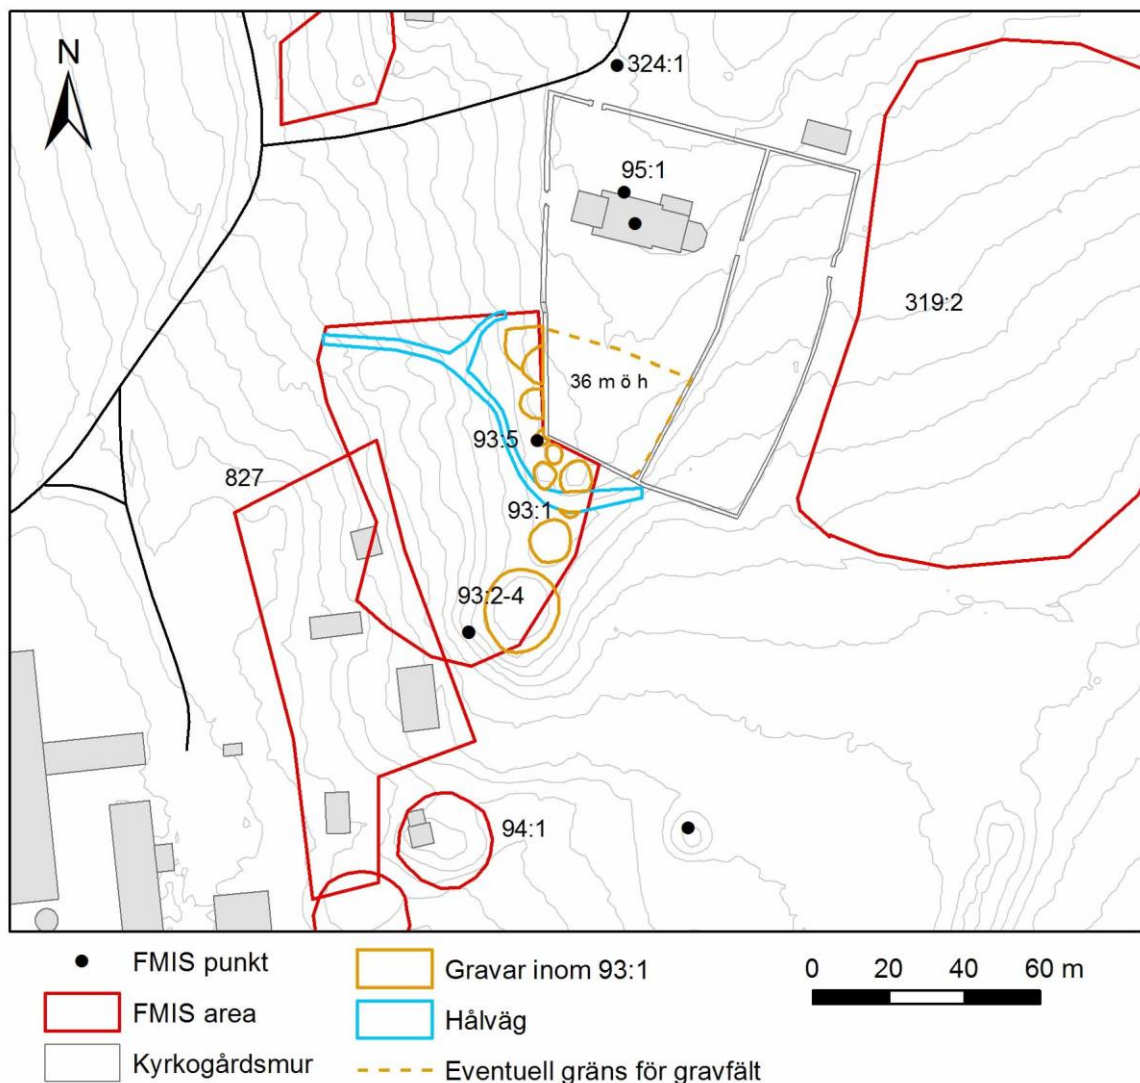 N
324:1
95:1
319:2
36 m ö h
93:5
827
93:1
93:2-4
94:1
FMIS punkt
FMIS area
Kyrkogårdsmur
Gravar inom 93:1
Hålväg
Eventuell gräns för gravfält
0 20 40 60 m